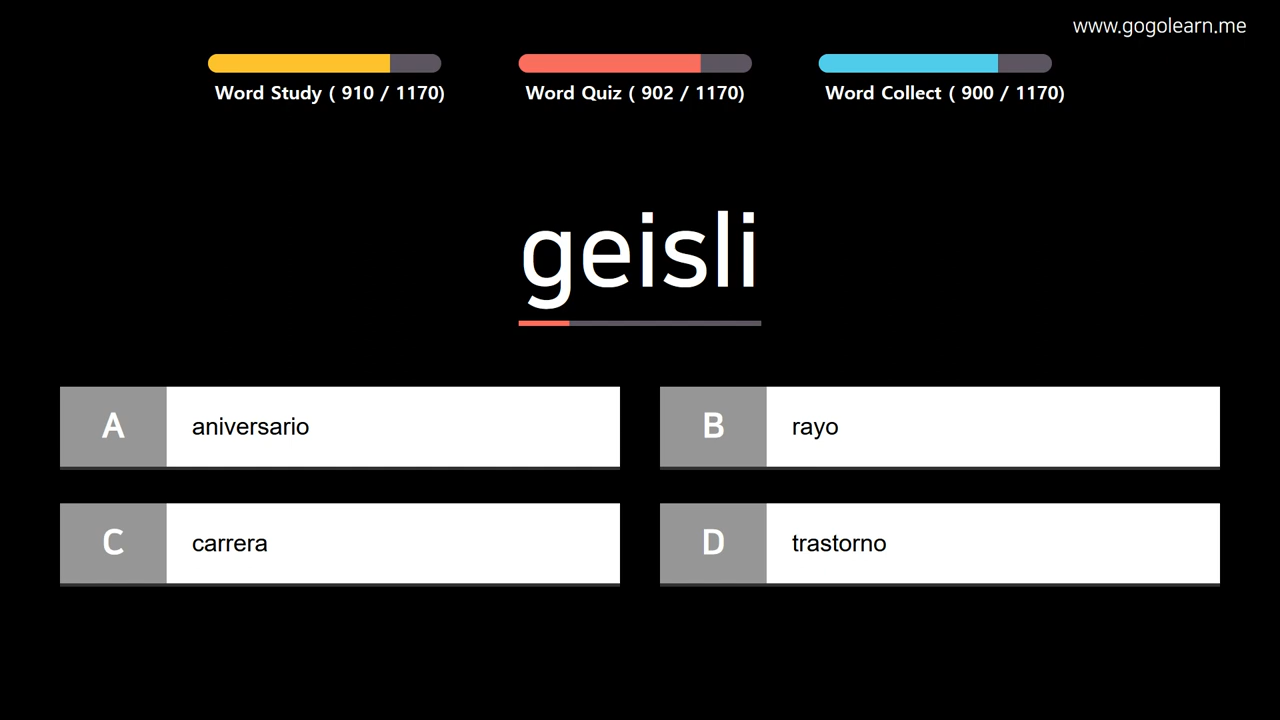 www.gogolearn.me
Word Study ( 910 / 1170)
Word Quiz ( 902 / 1170)
Word Collect ( 900 / 1170)
geisli
A aniversario
B rayo
C carrera
D trastorno